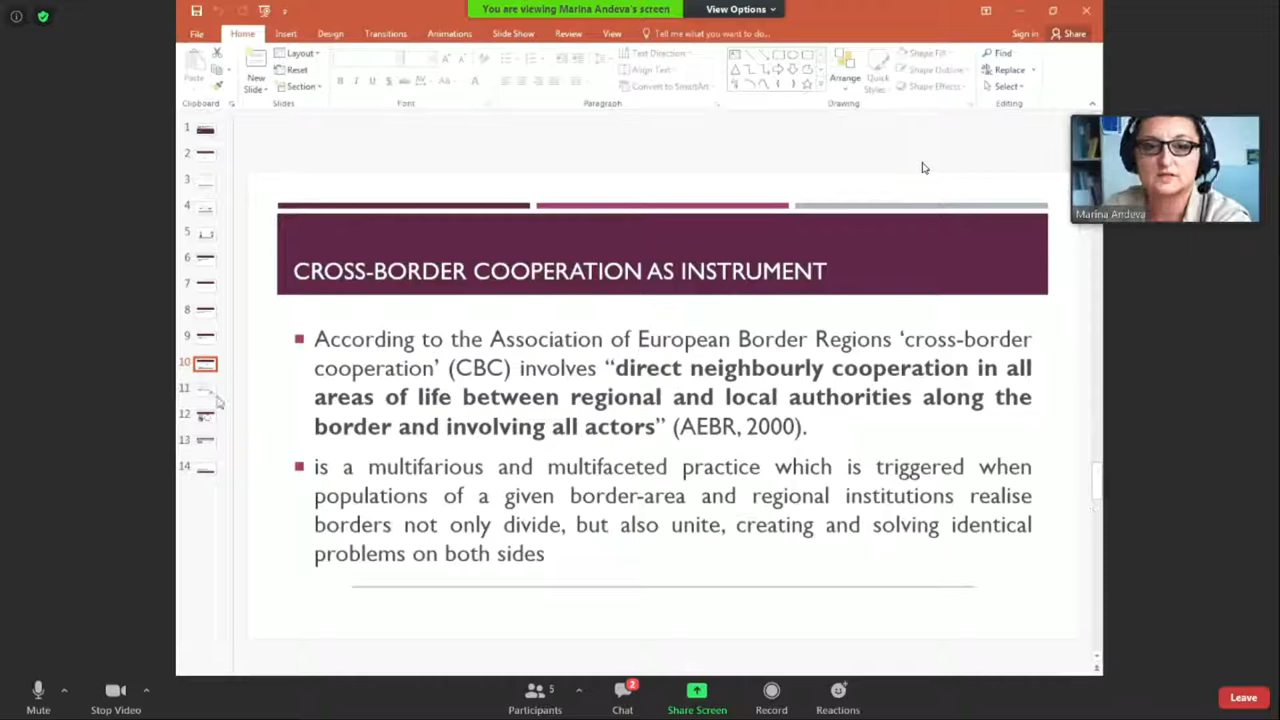 You are viewing Marina Andeva's screen
View Options
File Home Insert Design Transitions Animations Slide Show Review View Tell me what you want to do... Sign in Share
Paste
New Slide
Layout
Reset
Section
Text Direction
Align Text
Convert to SmartArt
Arrange
Quick Styles
Shape Fill
Shape Outline
Shape Effects
Find
Replace
Select
Clipboard Slides Font Paragraph Drawing Editing
1
2
3
4
5
6
7
8
9
10
11
12
13
14
CROSS-BORDER COOPERATION AS INSTRUMENT
According to the Association of European Border Regions ‘cross-border
cooperation’ (CBC) involves “direct neighbourly cooperation in all
areas of life between regional and local authorities along the
border and involving all actors” (AEBR, 2000).
is a multifarious and multifaceted practice which is triggered when
populations of a given border-area and regional institutions realise
borders not only divide, but also unite, creating and solving identical
problems on both sides
Marina Andeva
Mute
Stop Video
5
Participants
2
Chat
Share Screen
Record
Reactions
Leave